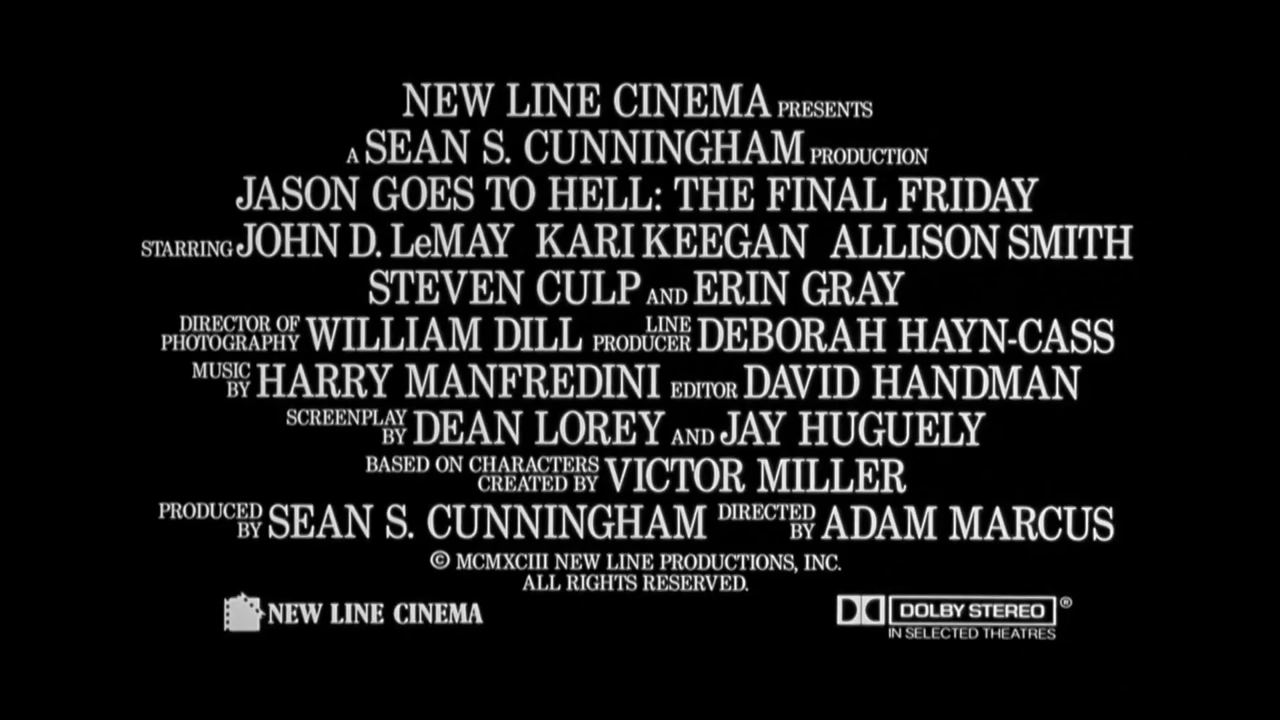 NEW LINE CINEMA PRESENTS
A SEAN S. CUNNINGHAM PRODUCTION
JASON GOES TO HELL: THE FINAL FRIDAY
STARRING JOHN D. LeMAY KARI KEEGAN ALLISON SMITH
STEVEN CULP AND ERIN GRAY
DIRECTOR OF PHOTOGRAPHY WILLIAM DILL LINE PRODUCER DEBORAH HAYN-CASS
MUSIC BY HARRY MANFREDINI EDITOR DAVID HANDMAN
SCREENPLAY BY DEAN LOREY AND JAY HUGUELY
BASED ON CHARACTERS CREATED BY VICTOR MILLER
PRODUCED BY SEAN S. CUNNINGHAM DIRECTED BY ADAM MARCUS
© MCMXCIII NEW LINE PRODUCTIONS, INC.
ALL RIGHTS RESERVED.
NEW LINE CINEMA
DOLBY STEREO ®
IN SELECTED THEATRES